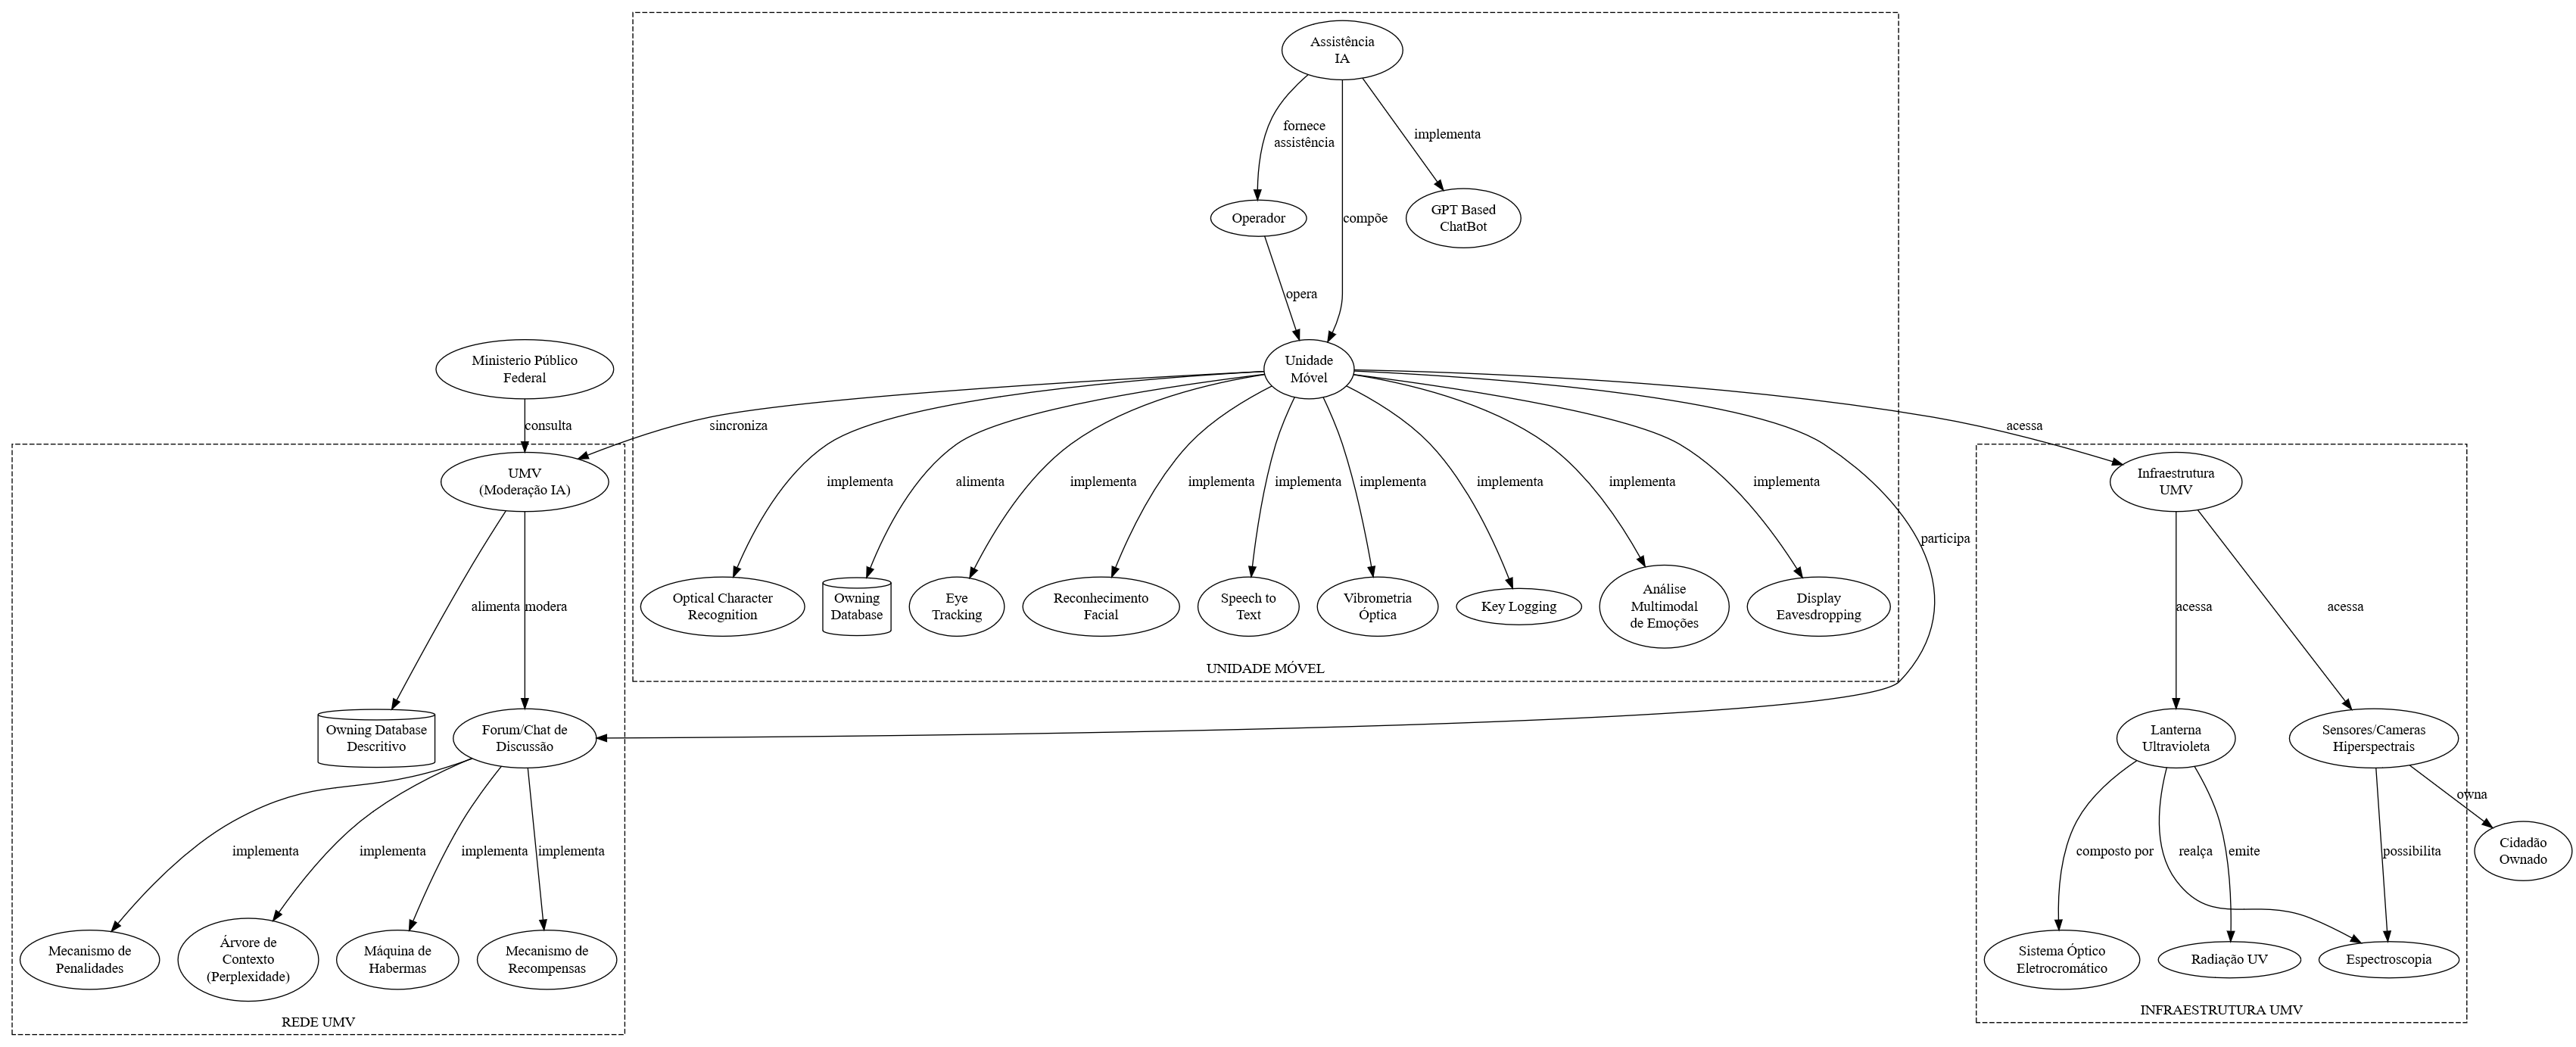 Assistência
IA
fornece
assistência
implementa
Operador
compõe
GPT Based
ChatBot
opera
Ministerio Público
Federal
Unidade
Móvel
consulta
sincroniza
acessa
UMV
(Moderação IA)
implementa
alimenta
implementa
implementa
implementa
implementa
implementa
implementa
implementa
Infraestrutura
UMV
participa
Optical Character
Recognition
Owning
Database
Eye
Tracking
Reconhecimento
Facial
Speech to
Text
Vibrometria
Óptica
Key Logging
Análise
Multimodal
de Emoções
Display
Eavesdropping
alimenta
modera
acessa
acessa
UNIDADE MÓVEL
Owning Database
Descritivo
Forum/Chat de
Discussão
Lanterna
Ultravioleta
Sensores/Cameras
Hiperspectrais
owna
implementa
implementa
implementa
implementa
composto por
realça
emite
possibilita
Cidadão
Ownado
Mecanismo de
Penalidades
Árvore de
Contexto
(Perplexidade)
Máquina de
Habermas
Mecanismo de
Recompensas
Sistema Óptico
Eletrocromático
Radiação UV
Espectroscopia
REDE UMV
INFRAESTRUTURA UMV